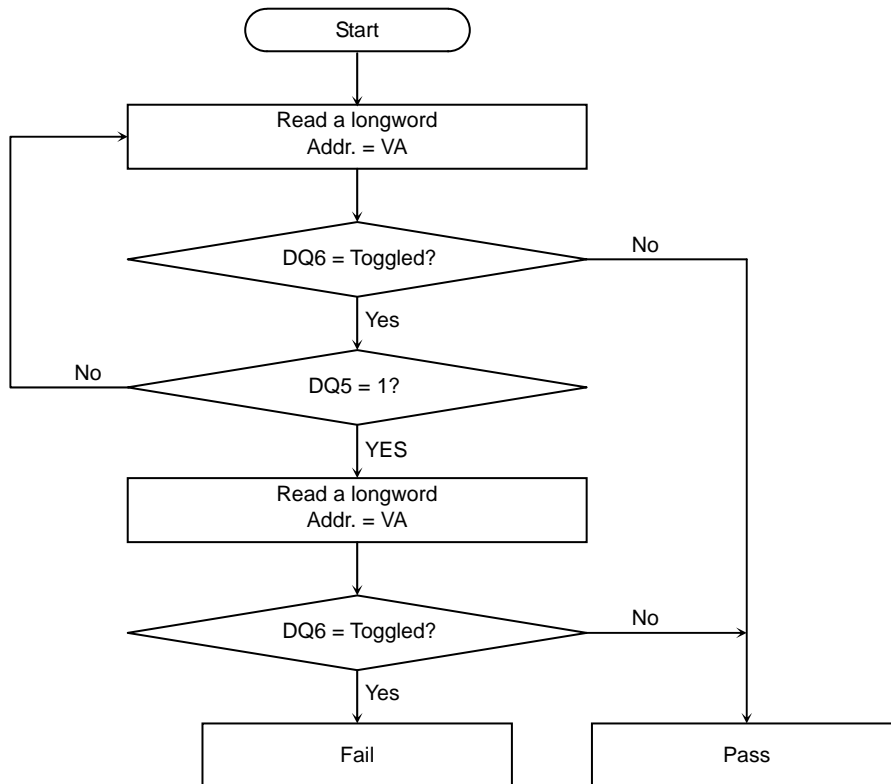 Start
Read a longword
Addr. = VA
DQ6 = Toggled?
No
Yes
No
DQ5 = 1?
YES
Read a longword
Addr. = VA
DQ6 = Toggled?
No
Yes
Fail
Pass